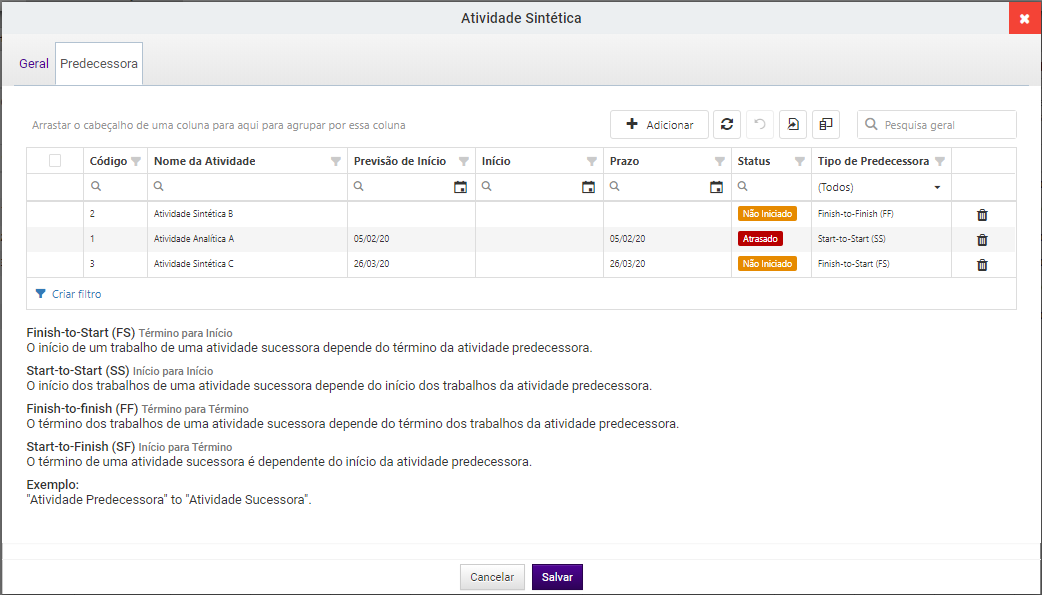 Atividade Sintética
Geral Predecessora
Arrastar o cabeçalho de uma coluna para aqui para agrupar por essa coluna Adicionar Pesquisa geral
Código Nome da Atividade Previsão de Início Início Prazo Status Tipo de Predecessora
(Todos)
2 Atividade Sintética B Não Iniciado Finish-to-Finish (FF)
1 Atividade Analítica A 05/02/20 05/02/20 Atrasado Start-to-Start (SS)
3 Atividade Sintética C 26/03/20 26/03/20 Não Iniciado Finish-to-Start (FS)
Criar filtro
Finish-to-Start (FS) Término para Início
O início de um trabalho de uma atividade sucessora depende do término da atividade predecessora.
Start-to-Start (SS) Início para Início
O início dos trabalhos de uma atividade sucessora depende do início dos trabalhos da atividade predecessora.
Finish-to-finish (FF) Término para Término
O término dos trabalhos de uma atividade sucessora depende do término dos trabalhos da atividade predecessora.
Start-to-Finish (SF) Início para Término
O término de uma atividade sucessora é dependente do início da atividade predecessora.
Exemplo:
"Atividade Predecessora" to "Atividade Sucessora".
Cancelar Salvar